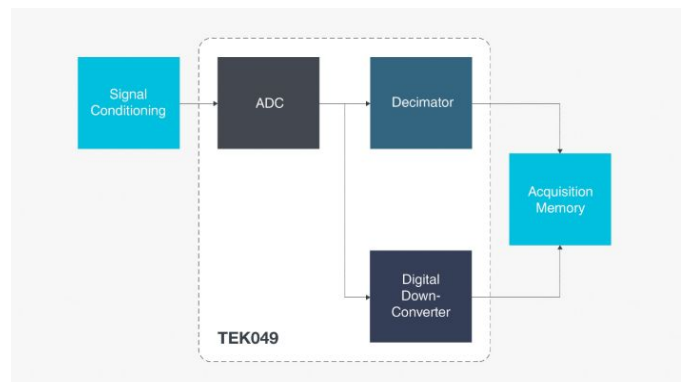 Signal
Conditioning
ADC
Decimator
Acquisition
Memory
Digital
Down-
Converter
TEK049